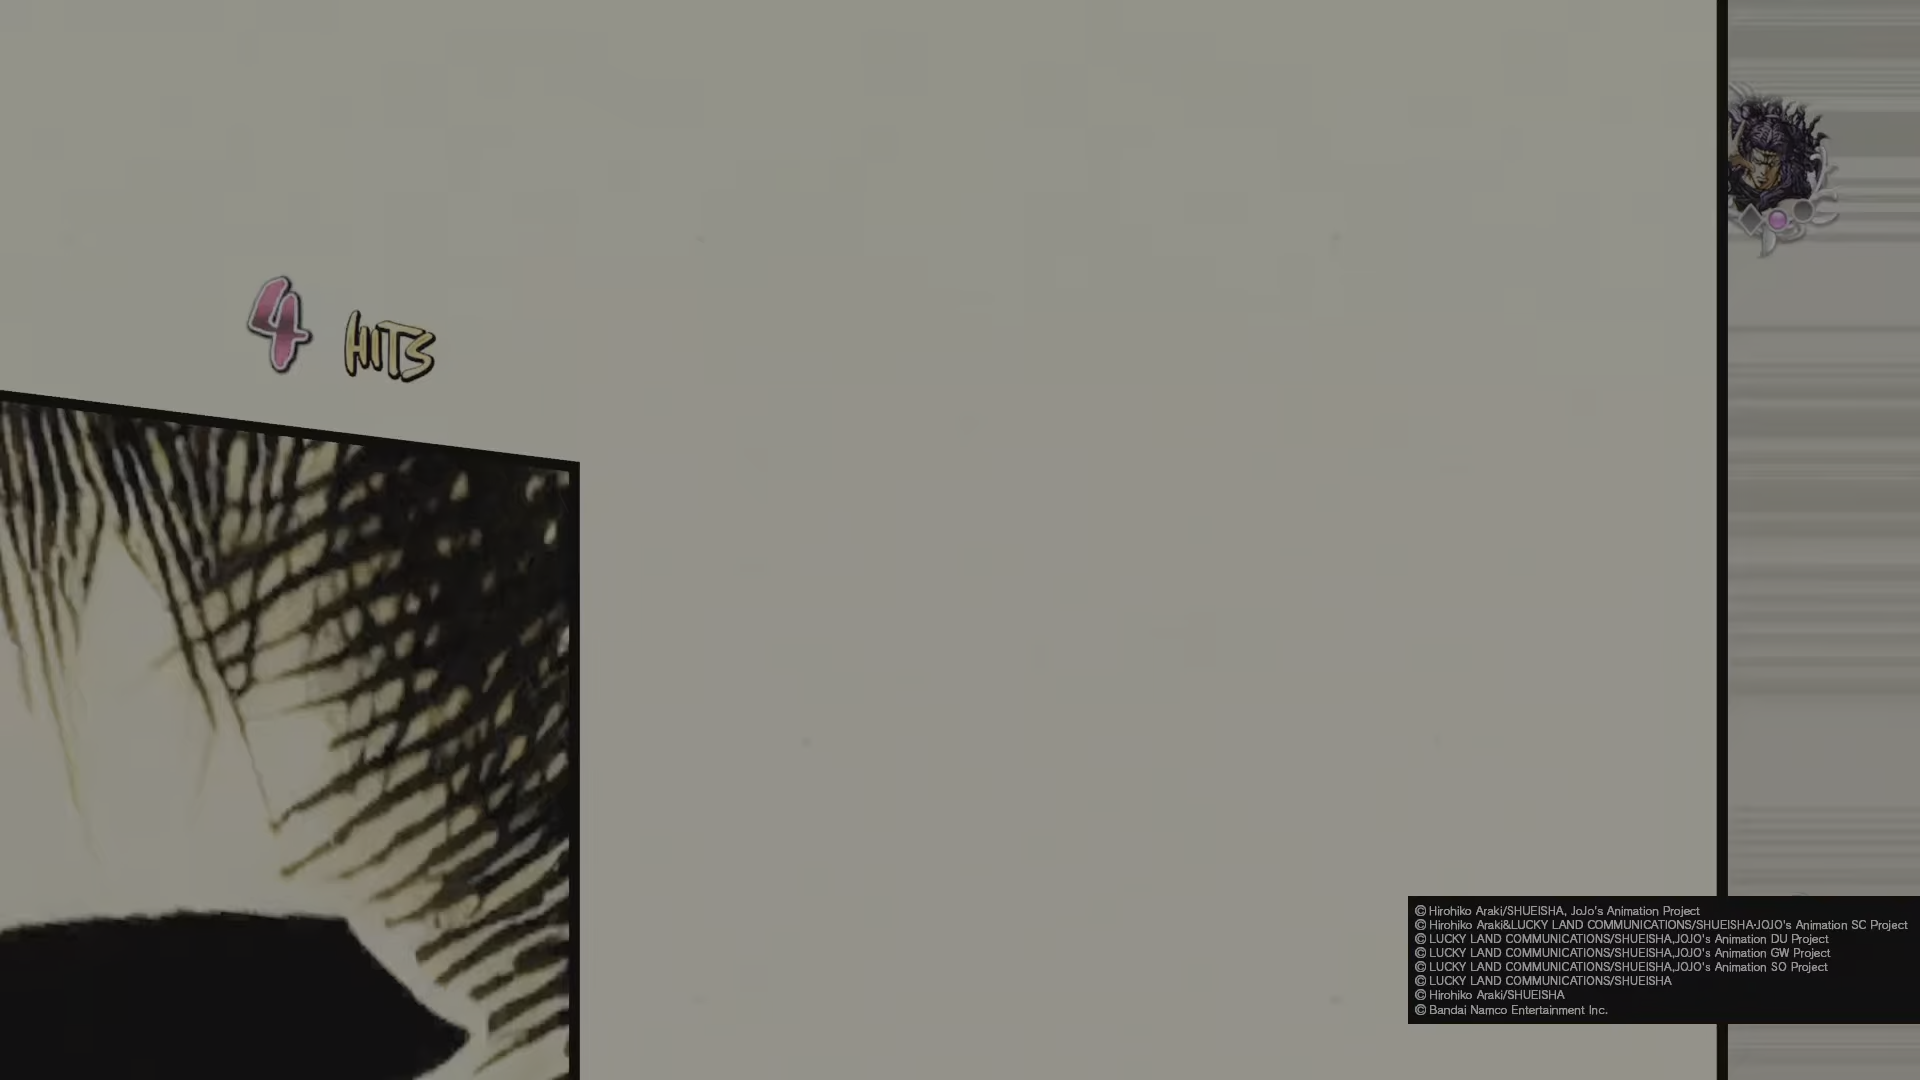 4 HITS
© Hirohiko Araki/SHUEISHA, JoJo's Animation Project
© Hirohiko Araki&LUCKY LAND COMMUNICATIONS/SHUEISHA·JOJO's Animation SC Project
© LUCKY LAND COMMUNICATIONS/SHUEISHA,JOJO's Animation DU Project
© LUCKY LAND COMMUNICATIONS/SHUEISHA,JOJO's Animation GW Project
© LUCKY LAND COMMUNICATIONS/SHUEISHA,JOJO's Animation SO Project
© LUCKY LAND COMMUNICATIONS/SHUEISHA
© Hirohiko Araki/SHUEISHA
© Bandai Namco Entertainment Inc.